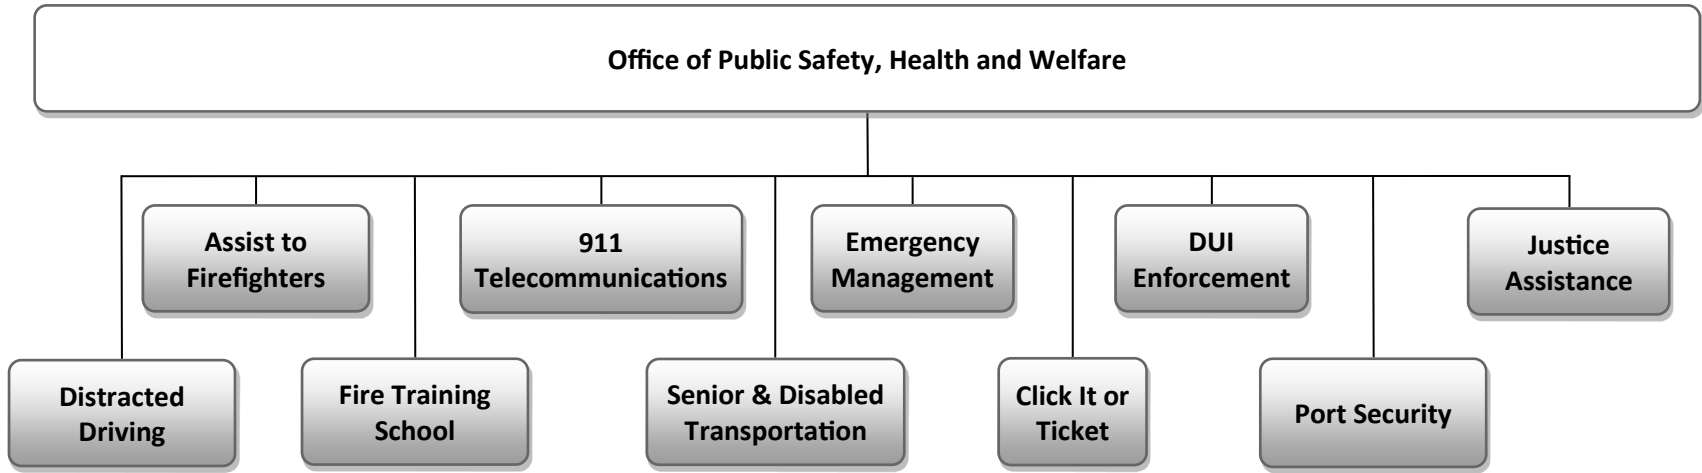 Office of Public Safety, Health and Welfare
Assist to
Firefighters
911
Telecommunications
Emergency
Management
DUI
Enforcement
Justice
Assistance
Distracted
Driving
Fire Training
School
Senior & Disabled
Transportation
Click It or
Ticket
Port Security